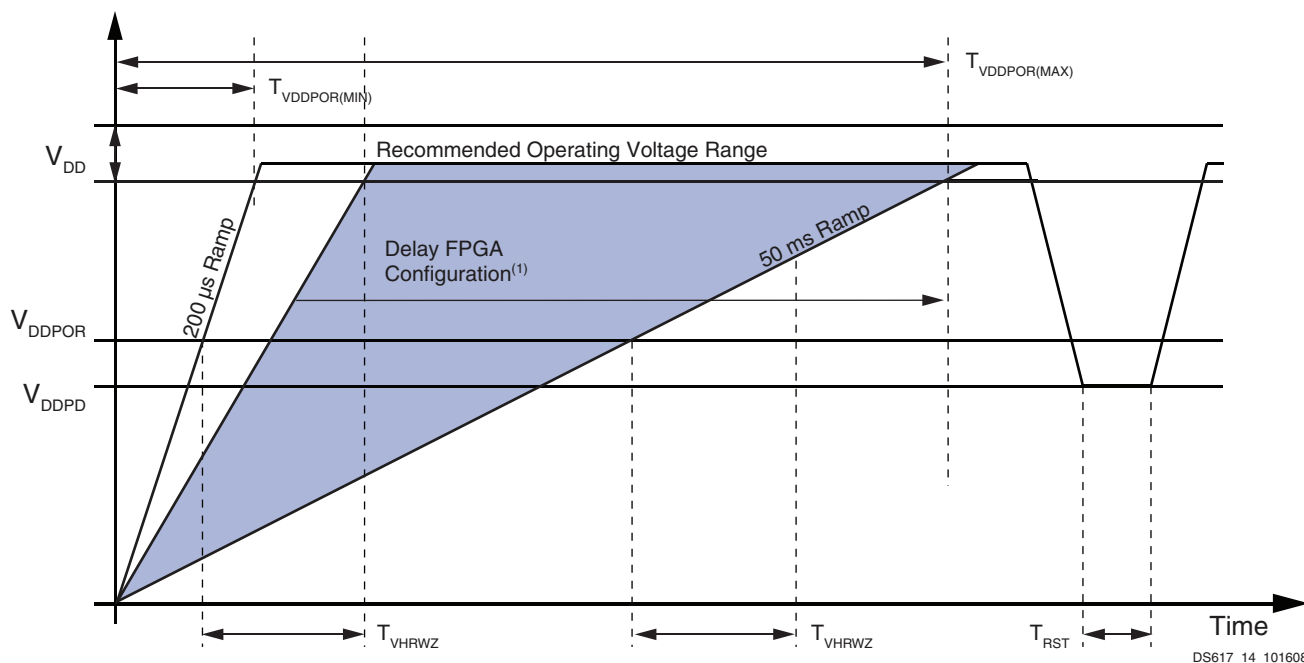 T_VDDPOR(MAX)
T_VDDPOR(MIN)
V_DD
Recommended Operating Voltage Range
200 µs Ramp
Delay FPGA
Configuration(1)
50 ms Ramp
V_DDPOR
V_DDPD
T_VHRWZ
T_VHRWZ
T_RST
Time
DS617_14_101608